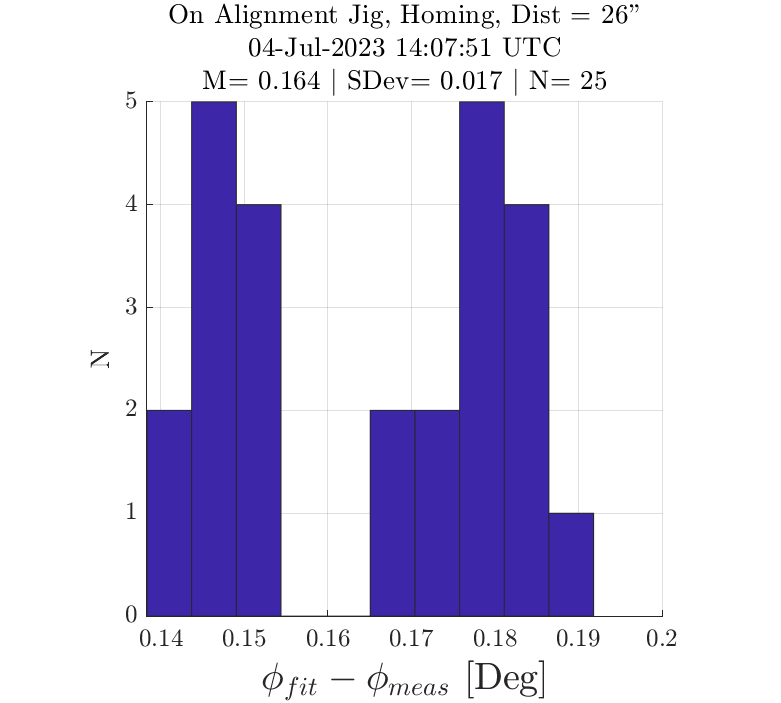 On Alignment Jig, Homing, Dist = 26”
04-Jul-2023 14:07:51 UTC
M= 0.164 | SDev= 0.017 | N= 25
5
4
3
2
1
0
N
0.14 0.15 0.16 0.17 0.18 0.19 0.2
ϕfit − ϕmeas [Deg]